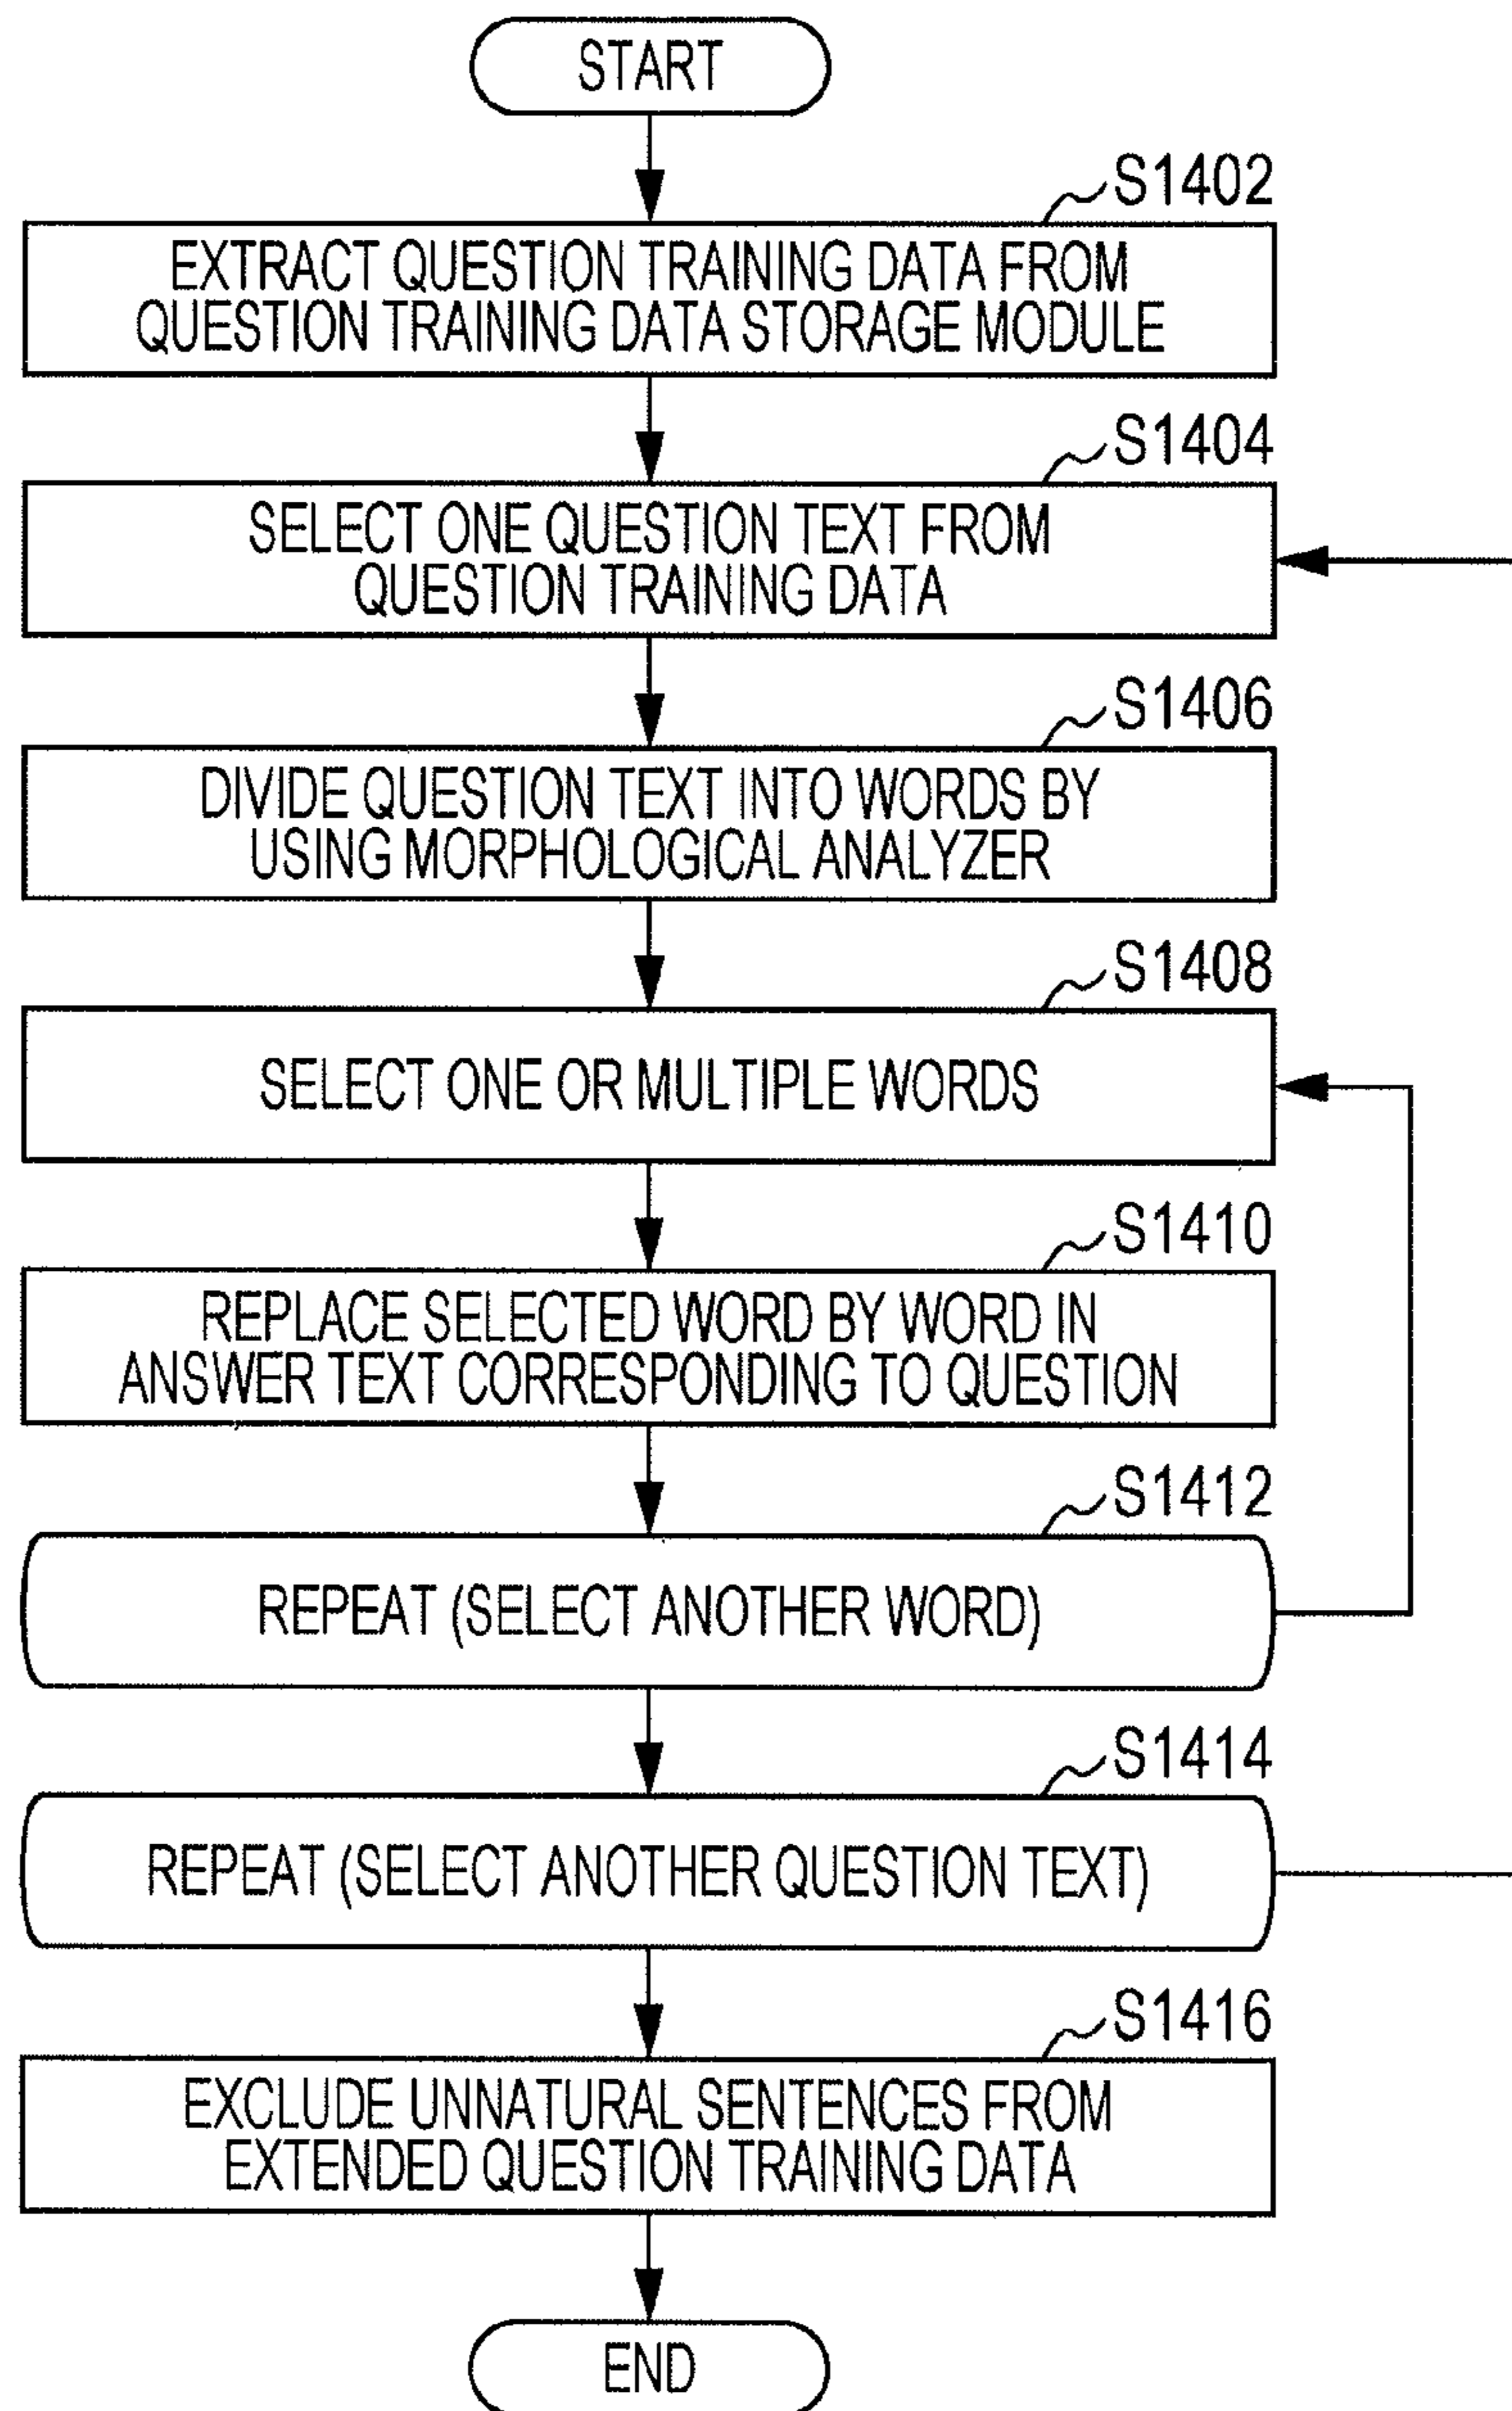 START
S1402
EXTRACT QUESTION TRAINING DATA FROM
QUESTION TRAINING DATA STORAGE MODULE
S1404
SELECT ONE QUESTION TEXT FROM
QUESTION TRAINING DATA
S1406
DIVIDE QUESTION TEXT INTO WORDS BY
USING MORPHOLOGICAL ANALYZER
S1408
SELECT ONE OR MULTIPLE WORDS
S1410
REPLACE SELECTED WORD BY WORD IN
ANSWER TEXT CORRESPONDING TO QUESTION
S1412
REPEAT (SELECT ANOTHER WORD)
S1414
REPEAT (SELECT ANOTHER QUESTION TEXT)
S1416
EXCLUDE UNNATURAL SENTENCES FROM
EXTENDED QUESTION TRAINING DATA
END